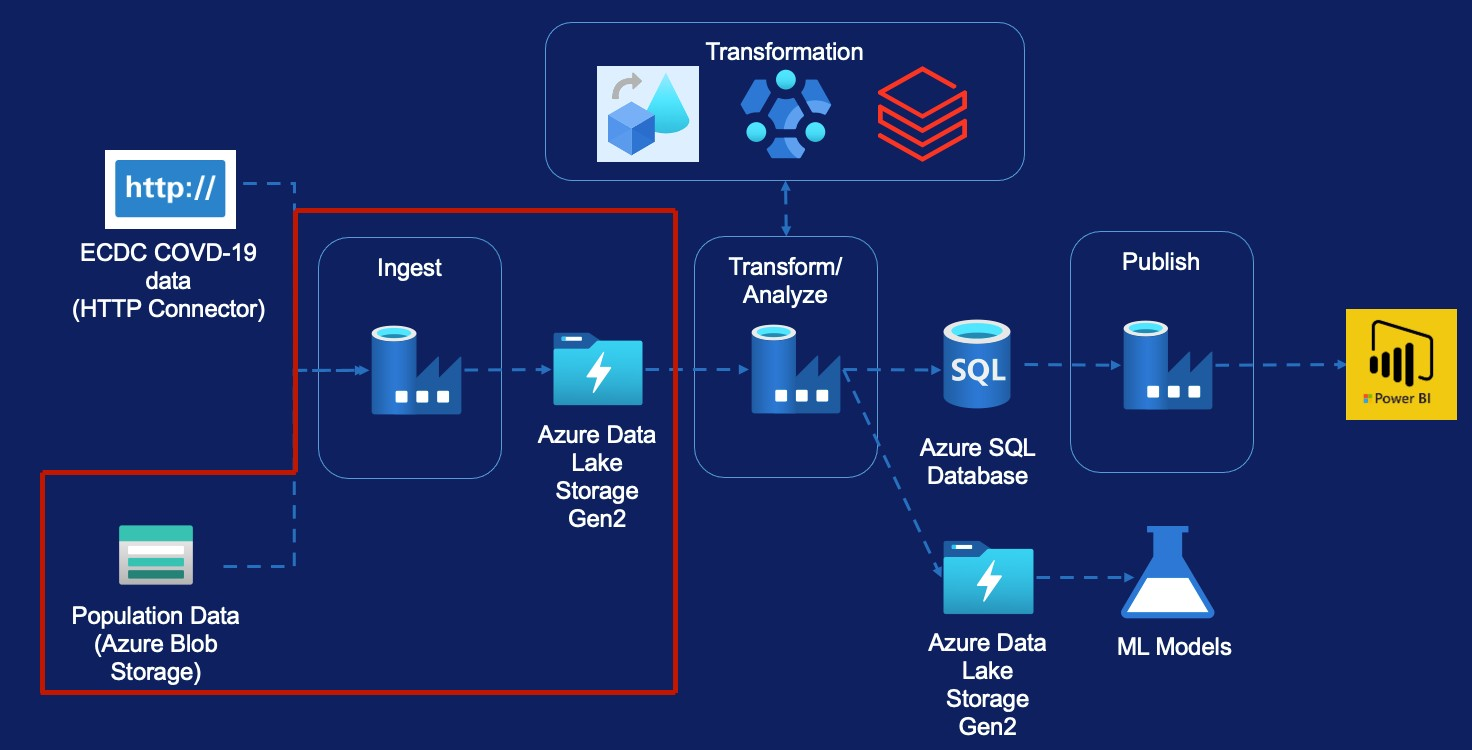 Transformation
http://
ECDC COVD-19
data
(HTTP Connector)
Ingest
Azure Data
Lake
Storage
Gen2
Population Data
(Azure Blob
Storage)
Transform/
Analyze
SQL
Azure SQL
Database
Publish
Power BI
Azure Data
Lake
Storage
Gen2
ML Models